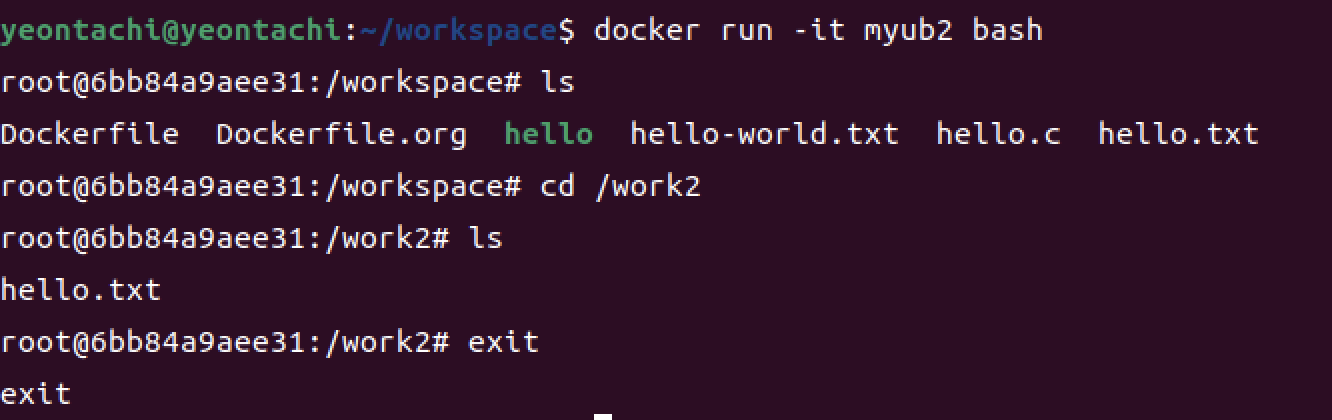 yeontachi@yeontachi:~/workspace$ docker run -it myub2 bash
root@6bb84a9aee31:/workspace# ls
Dockerfile  Dockerfile.org  hello  hello-world.txt  hello.c  hello.txt
root@6bb84a9aee31:/workspace# cd /work2
root@6bb84a9aee31:/work2# ls
hello.txt
root@6bb84a9aee31:/work2# exit
exit